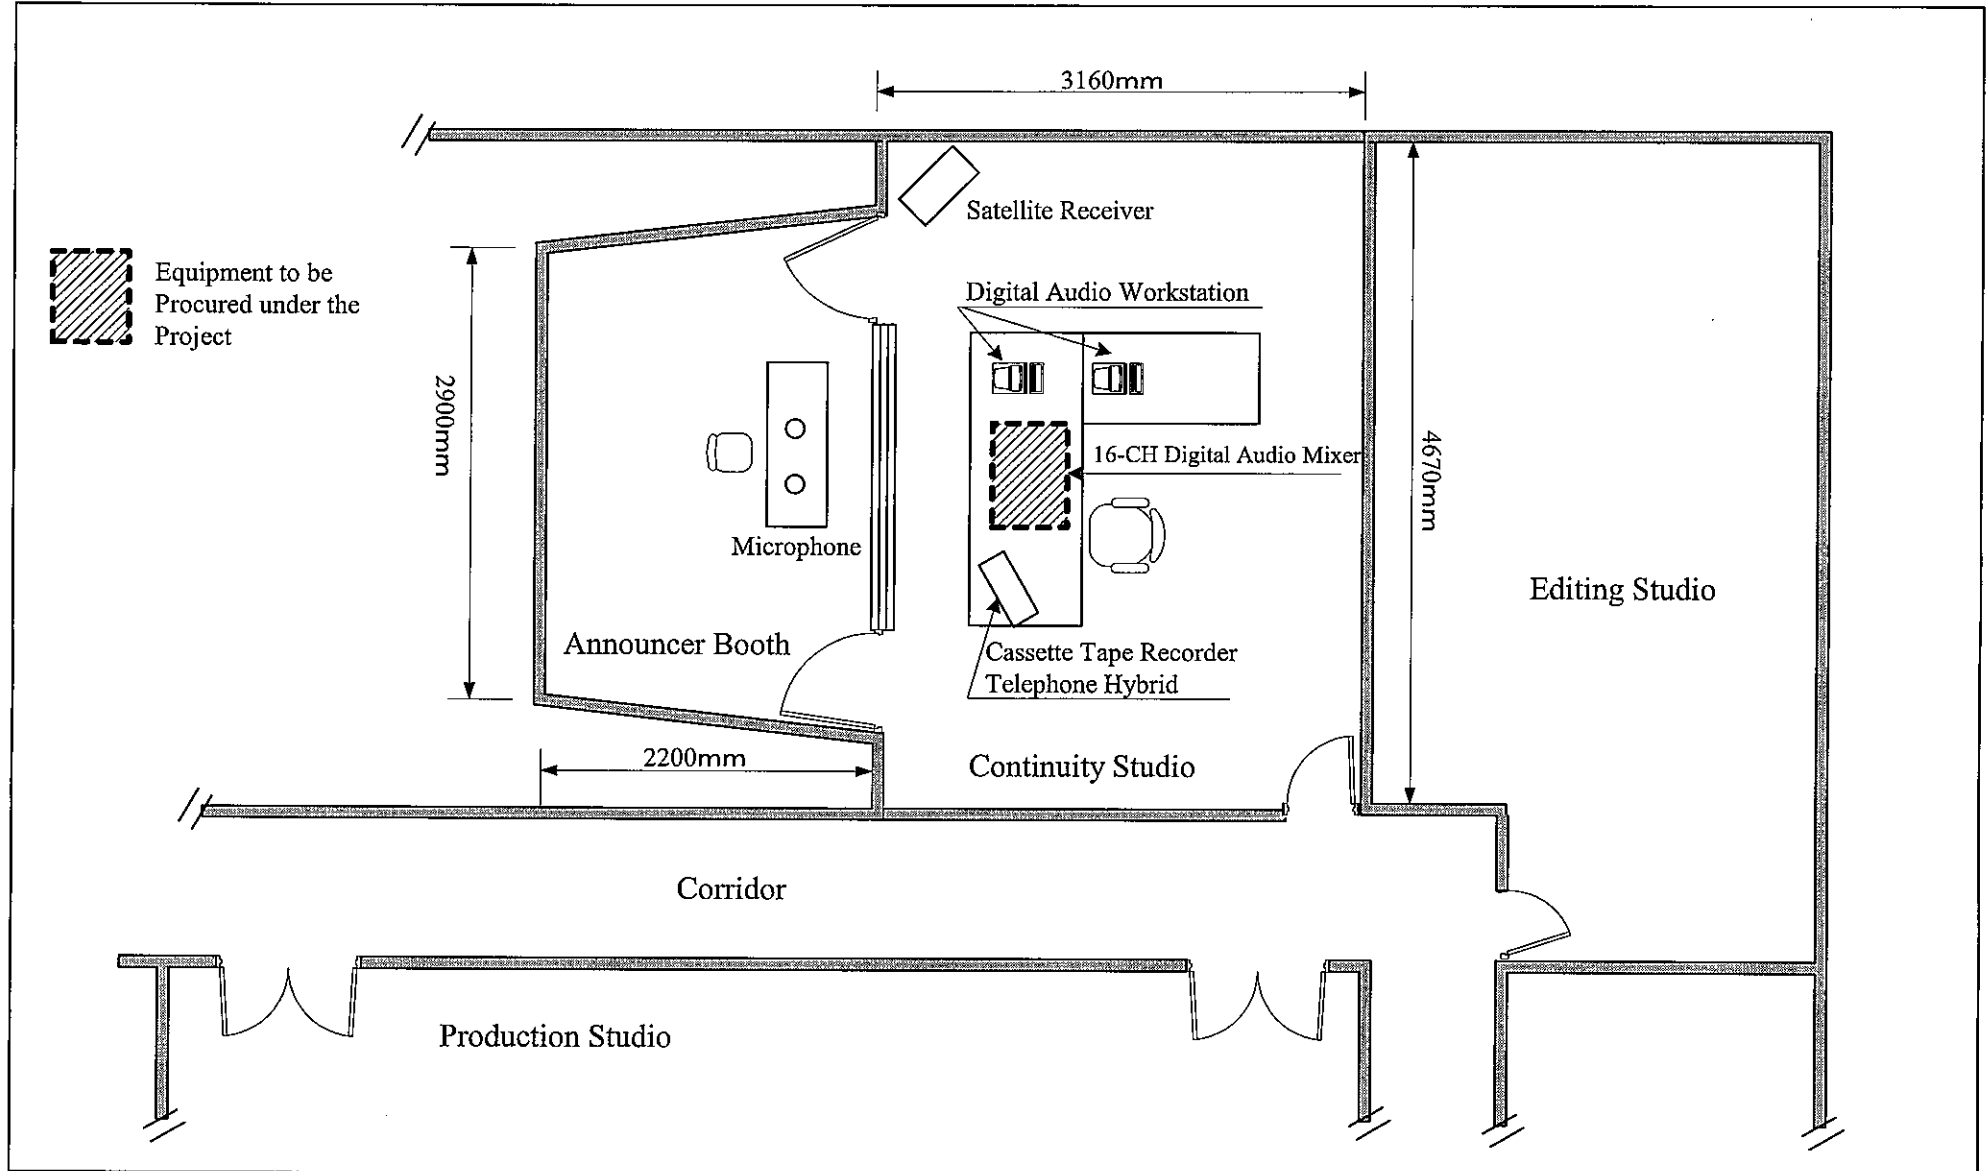 3160mm
Satellite Receiver
Equipment to be
Procured under the
Project
Digital Audio Workstation
2900mm
16-CH Digital Audio Mixer
4670mm
Microphone
Editing Studio
Announcer Booth
Cassette Tape Recorder
Telephone Hybrid
2200mm
Continuity Studio
Corridor
Production Studio